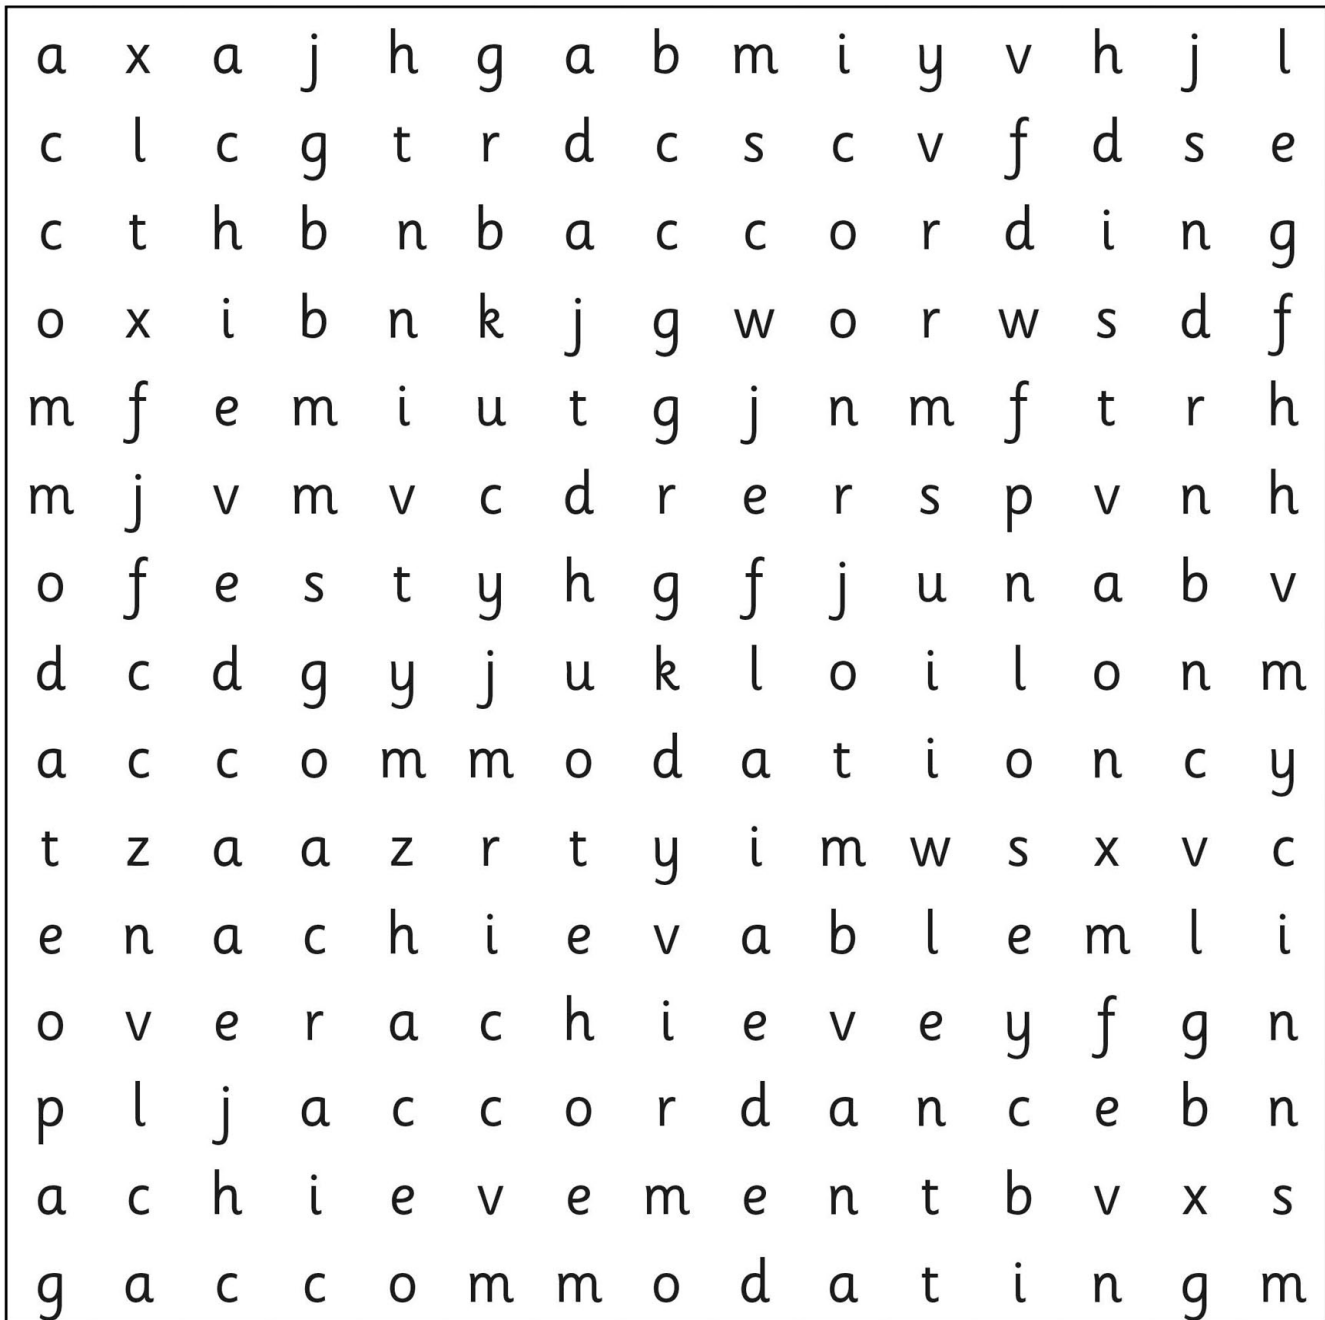 a x a j h g a b m i y v h j l
c l c g t r d c s c v f d s e
c t h b n b a c c o r d i n g
o x i b n k j g w o r w s d f
m f e m i u t g j n m f t r h
m j v m v c d r e r s p v n h
o f e s t y h g f j u n a b v
d c d g y j u k l o i l o n m
a c c o m m o d a t i o n c y
t z a a z r t y i m w s x v c
e n a c h i e v a b l e m l i
o v e r a c h i e v e y f g n
p l j a c c o r d a n c e b n
a c h i e v e m e n t b v x s
g a c c o m m o d a t i n g m